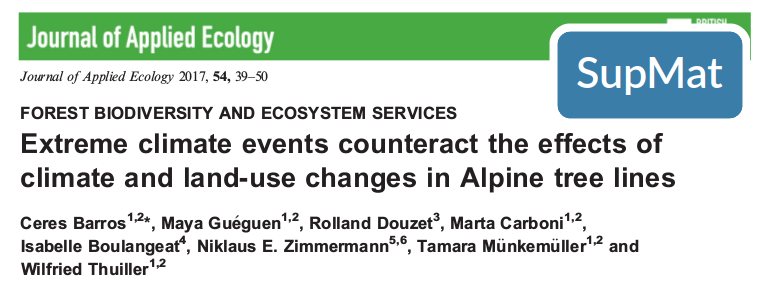 Journal of Applied Ecology
SupMat
Journal of Applied Ecology 2017, 54, 39–50
FOREST BIODIVERSITY AND ECOSYSTEM SERVICES
Extreme climate events counteract the effects of
climate and land-use changes in Alpine tree lines
Ceres Barros1,2*, Maya Guéguen1,2, Rolland Douzet3, Marta Carboni1,2,
Isabelle Boulangeat4, Niklaus E. Zimmermann5,6, Tamara Münkemüller1,2 and
Wilfried Thuiller1,2